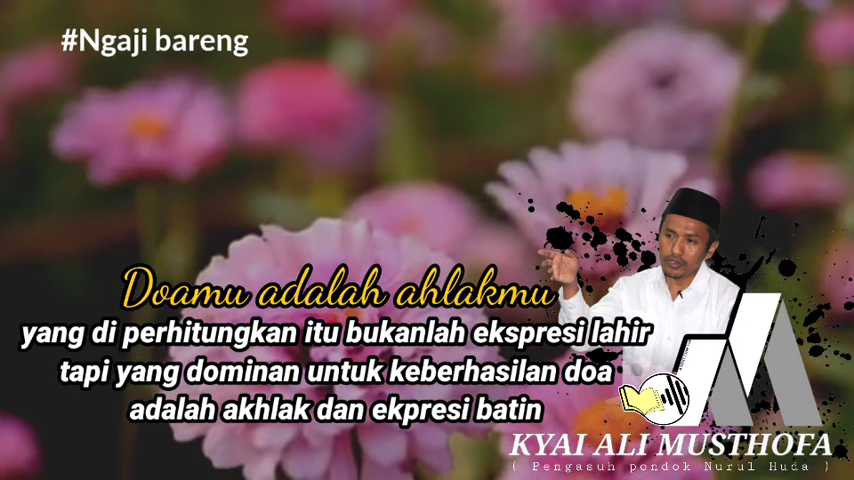 #Ngaji bareng
Doamu adalah ahlakmu
yang di perhitungkan itu bukanlah ekspresi lahir
tapi yang dominan untuk keberhasilan doa
adalah akhlak dan ekpresi batin
KYAI ALI MUSTHOFA
( Pengasuh pondok Nurul Huda )